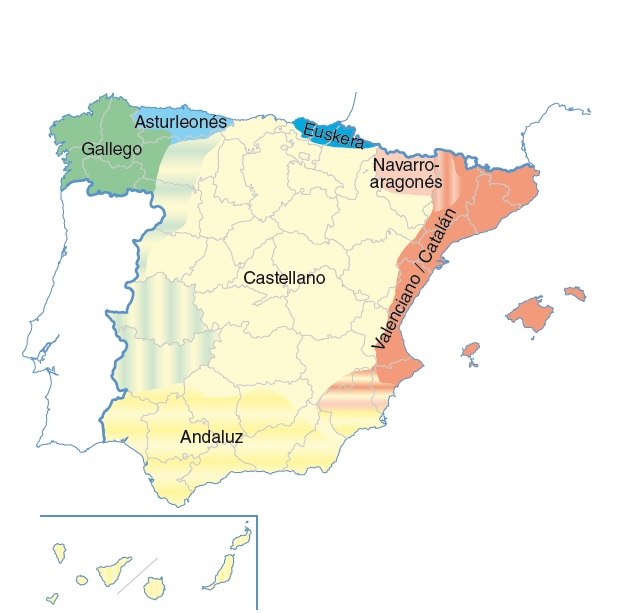 Asturleonés
Euskera
Gallego
Navarro-
aragonés
Valenciano / Catalán
Castellano
Andaluz